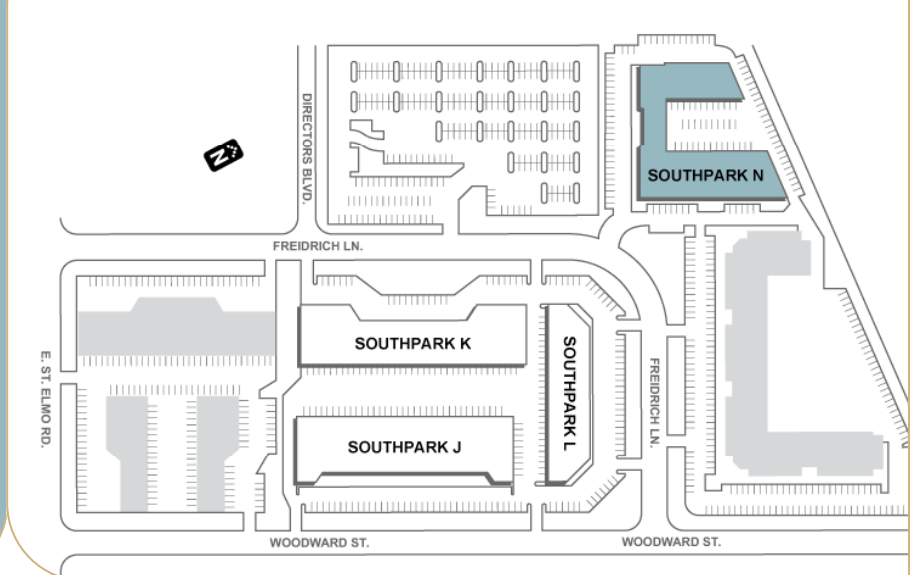 DIRECTORS BLVD.
N
SOUTHPARK N
FREIDRICH LN.
SOUTHPARK K
SOUTHPARK L
E. ST. ELMO RD.
FREIDRICH LN.
SOUTHPARK J
WOODWARD ST.
WOODWARD ST.